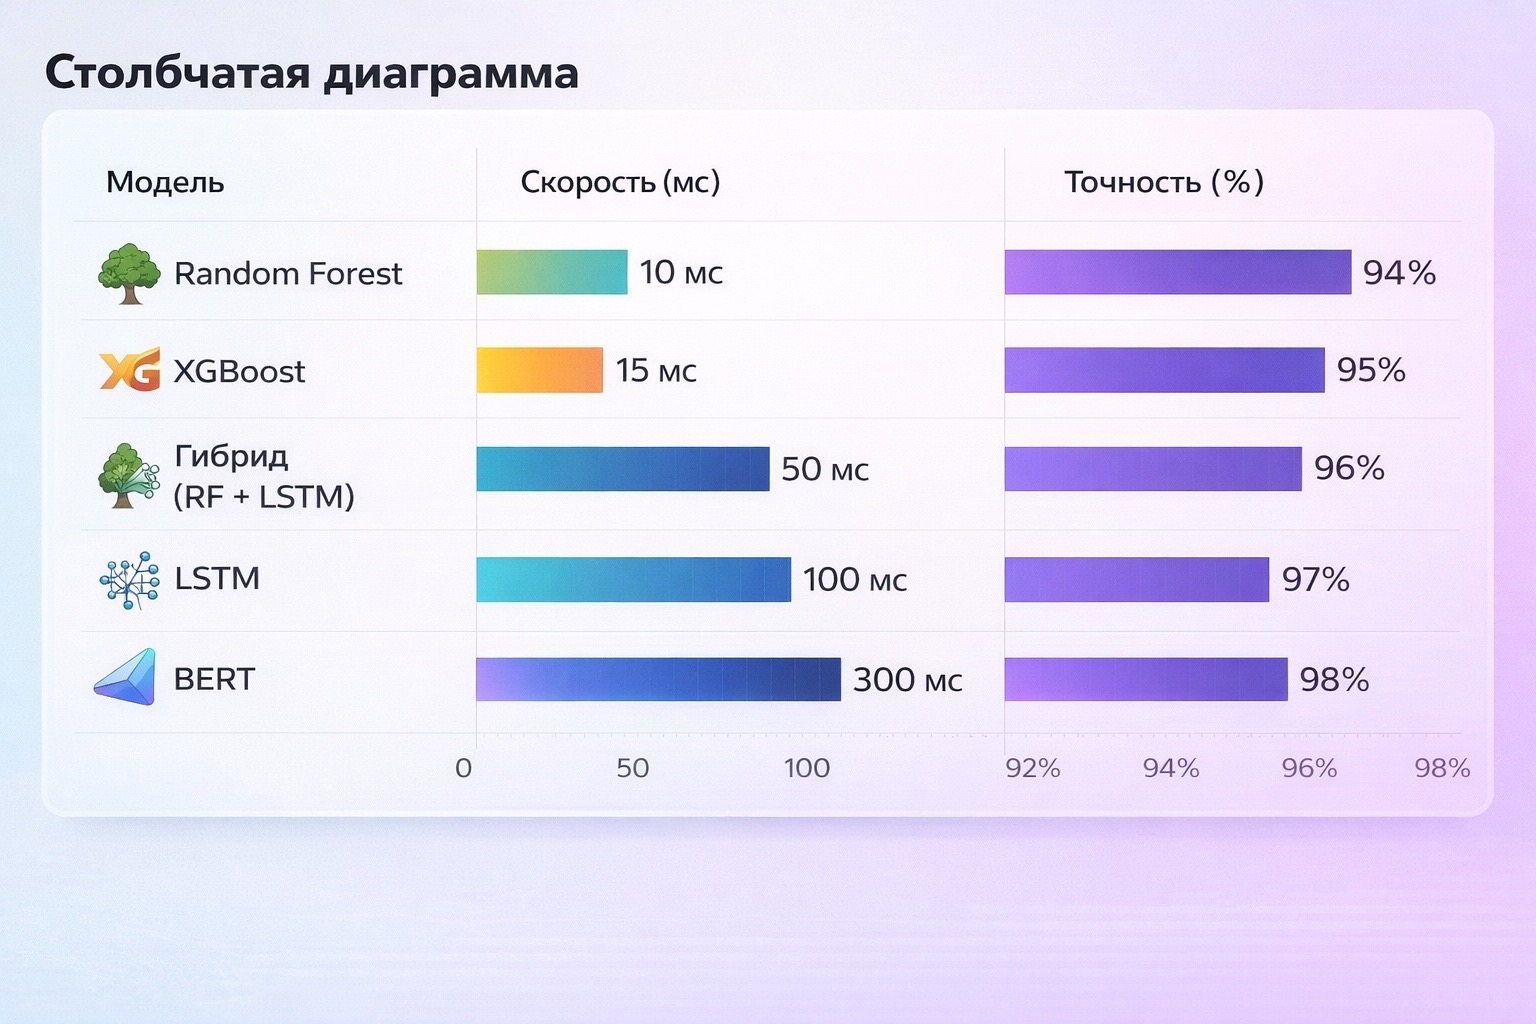 Столбчатая диаграмма
Модель Скорость (мс) Точность (%)
Random Forest 10 мс 94%
XG XGBoost 15 мс 95%
Гибрид
(RF + LSTM) 50 мс 96%
LSTM 100 мс 97%
BERT 300 мс 98%
0 50 100 92% 94% 96% 98%